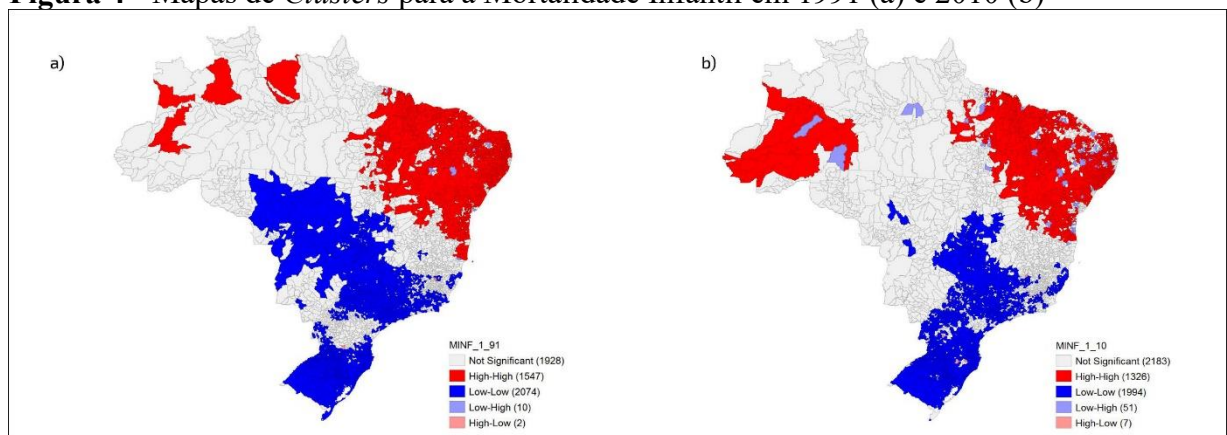 Figura 4 - Mapas de Clusters para a Mortalidade Infantil em 1991 (a) e 2010 (b)
a)
MINF_1_91
Not Significant (1928)
High-High (1547)
Low-Low (2074)
Low-High (10)
High-Low (2)
b)
MINF_1_10
Not Significant (2183)
High-High (1326)
Low-Low (1994)
Low-High (51)
High-Low (7)